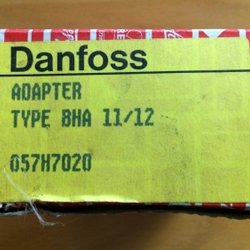 Danfoss
ADAPTER
TYPE BHA 11/12
057H7020